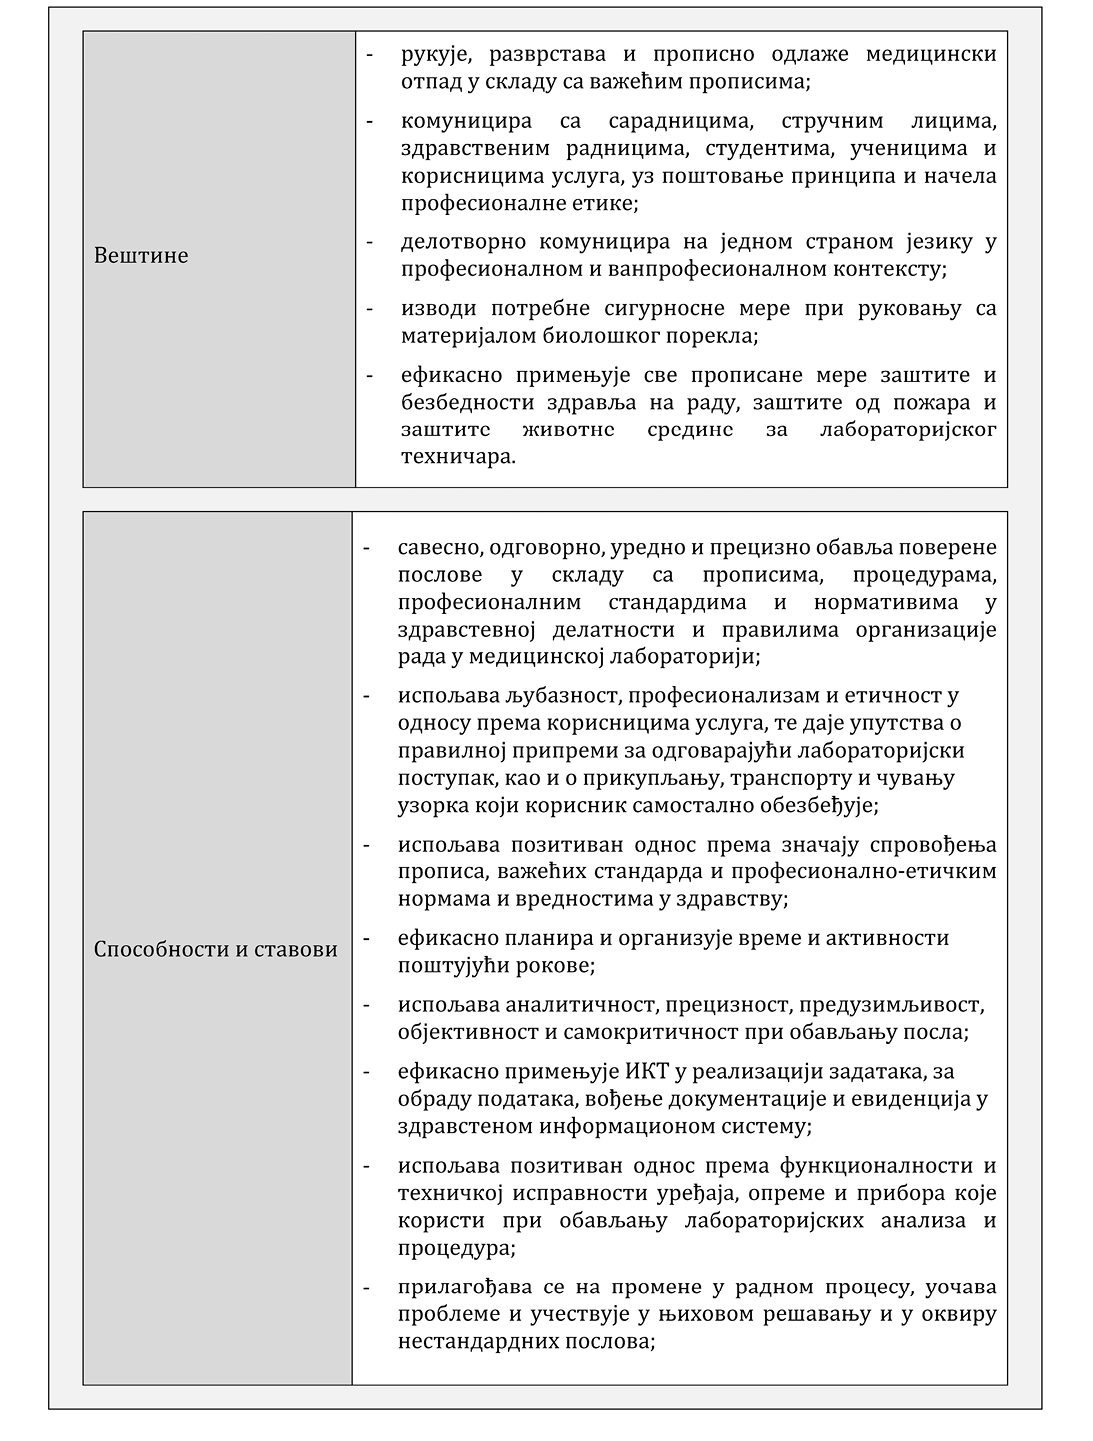 Вештине
- рукује, разврстава и прописно одлаже медицински
отпад у складу са важећим прописима;
- комуницира са сарадницима, стручним лицима,
здравственим радницима, студентима, ученицима и
корисницима услуга, уз поштовање принципа и начела
професионалне етике;
- делотворно комуницира на једном страном језику у
професионалном и ванпрофесионалном контексту;
- изводи потребне сигурносне мере при руковању са
материјалом биолошког порекла;
- ефикасно примењује све прописане мере заштите и
безбедности здравља на раду, заштите од пожара и
заштите животне средине за лабораторијског
техничара.
Способности и ставови
- савесно, одговорно, уредно и прецизно обавља поверене
послове у складу са прописима, процедурама,
професионалним стандардима и нормативима у
здравстевној делатности и правилима организације
рада у медицинској лабораторији;
- испољава љубазност, професионализам и етичност у
односу према корисницима услуга, те даје упутства о
правилној припреми за одговарајући лабораторијски
поступак, као и о прикупљању, транспорту и чувању
узорка који корисник самостално обезбеђује;
- испољава позитиван однос према значају спровођења
прописа, важећих стандарда и професионално-етичким
нормама и вредностима у здравству;
- ефикасно планира и организује време и активности
поштујући рокове;
- испољава аналитичност, прецизност, предузимљивост,
објективност и самокритичност при обављању посла;
- ефикасно примењује ИКТ у реализацији задатака, за
обраду података, вођење документације и евиденција у
здравстеном информационом систему;
- испољава позитиван однос према функционалности и
техничкој исправности уређаја, опреме и прибора које
користи при обављању лабораторијских анализа и
процедура;
- прилагођава се на промене у радном процесу, уочава
проблеме и учествује у њиховом решавању и у оквиру
нестандардних послова;